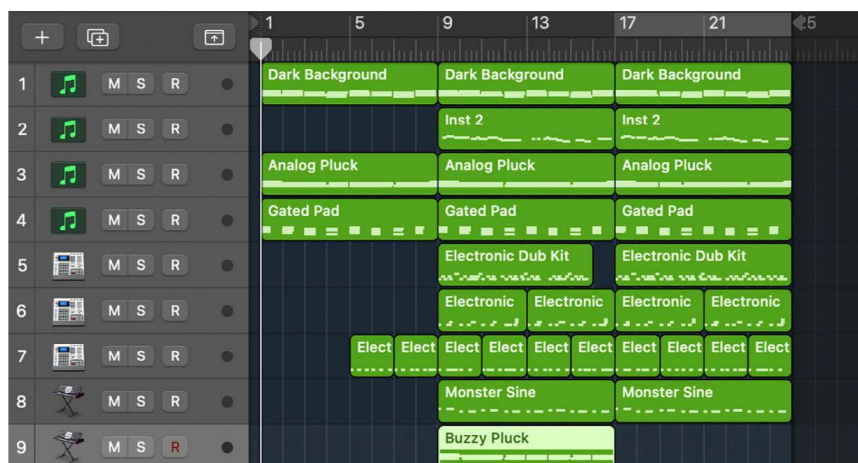 1 5 9 13 17 21 25
1 M S R Dark Background Dark Background Dark Background
2 M S R Inst 2 Inst 2
3 M S R Analog Pluck Analog Pluck Analog Pluck
4 M S R Gated Pad Gated Pad Gated Pad
5 M S R Electronic Dub Kit Electronic Dub Kit
6 M S R Electronic Electronic Electronic Electronic
7 M S R Elect Elect Elect Elect Elect Elect Elect Elect Elect Elect
8 M S R Monster Sine Monster Sine
9 M S R Buzzy Pluck